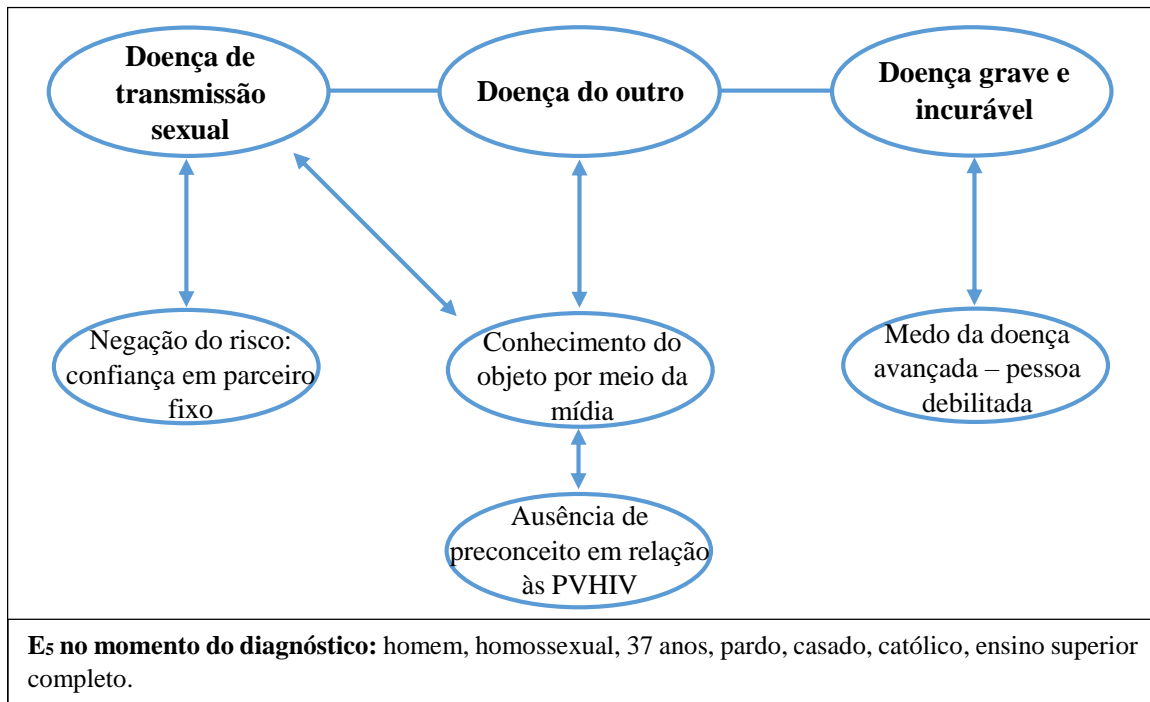 Doença de
transmissão
sexual
Doença do outro
Doença grave e
incurável
Negação do risco:
confiança em parceiro
fixo
Conhecimento do
objeto por meio da
mídia
Medo da doença
avançada – pessoa
debilitada
Ausência de
preconceito em relação
às PVHIV
E5 no momento do diagnóstico: homem, homossexual, 37 anos, pardo, casado, católico, ensino superior
completo.